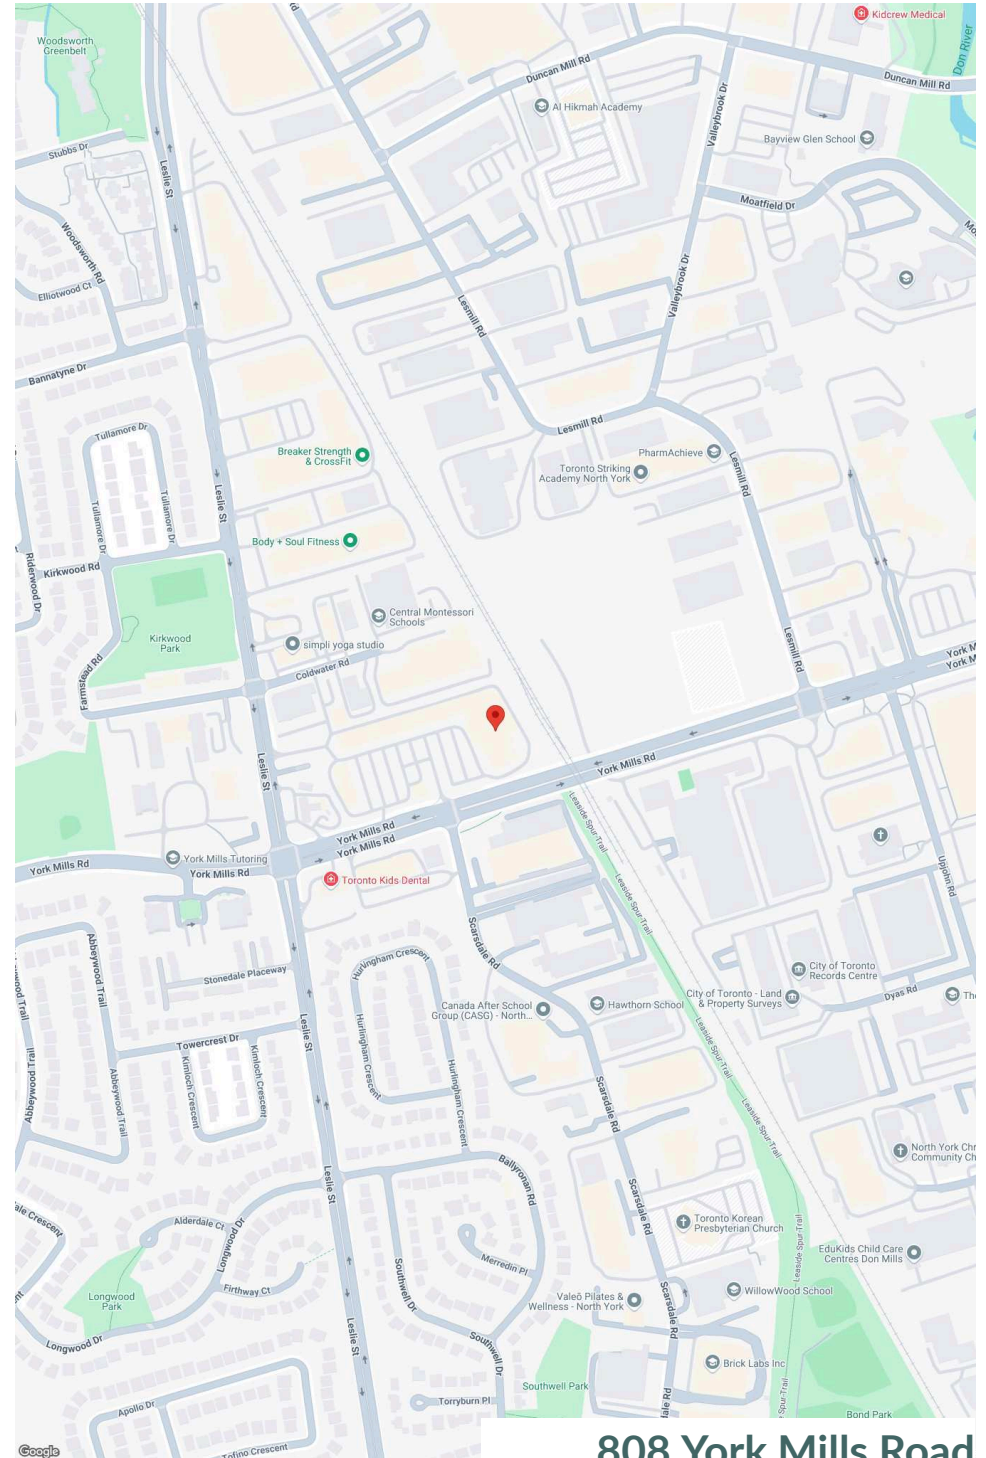 Kidcrew Medical
Woodsworth
Greenbelt
Don River
Duncan Mill Rd
Duncan Mill Rd
Al Hikmah Academy
Valleybrook Dr
Bayview Glen School
Stubbs Dr
Leslie St
Moatfield Dr
Woodsworth Rd
Elliotwood Ct
Valleybrook Dr
Lesmill Rd
Bannatyne Dr
Lesmill Rd
Tullamore Dr
Breaker Strength
& CrossFit
PharmAchieve
Toronto Striking
Academy North York
Lesmill Rd
Leslie St
Tullamore Dr
Tullamore Dr
Body + Soul Fitness
Kirkwood Rd
Riderwood Dr
Central Montessori
Schools
Kirkwood
Park
simpli yoga studio
Lesmill Rd
Coldwater Rd
Farmstead Rd
York M
York M
Leslie St
York Mills Rd
Leaside Spur Trail
York Mills Rd
York Mills Rd
York Mills Tutoring
York Mills Rd
York Mills Rd
Toronto Kids Dental
Upjohn Rd
Leaside Spur-Trail
Scarsdale Rd
Abbeywood Trail
Hurlingham Crescent
Stonedale Placeway
City of Toronto
Records Centre
City of Toronto - Land
& Property Surveys
Dyas Rd
Canada After School
Group (CASG) - North...
Hawthorn School
Leslie St
Hurlingham Crescent
Towercrest Dr
Kimloch Crescent
Kimloch Crescent
Abbeywood Trail
Abbeywood Trail
Hurlingham Crescent
Leaside Spur-Trail
Leaside Spur-Trail
Scarsdale Rd
North York Chr
Community Ch
Ballyronan Rd
Leslie St
Scarsdale Rd
Alderdale Ct
Longwood Dr
Toronto Korean
Presbyterian Church
Leaside Spur-Trail
EduKids Child Care
Centres Don Mills
Merredin Pl
Firthway Ct
Southwell Dr
WillowWood School
Longwood
Park
Valeō Pilates &
Wellness - North York
Scarsdale Rd
Longwood Dr
Leslie St
Southwell Dr
Brick Labs Inc
Southwell Park
Torryburn Pl
Apollo Dr
Bond Park
Google
808 York Mills Road